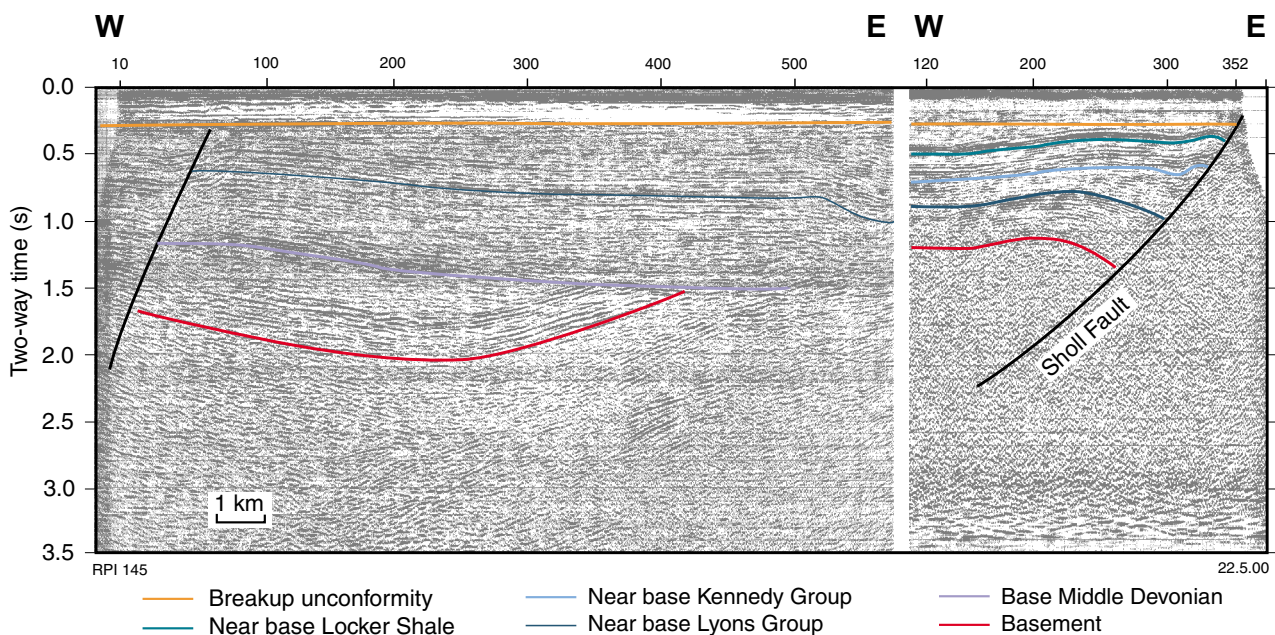 W E W E
10 100 200 300 400 500 120 200 300 352
0.0
0.5
1.0
1.5
2.0
2.5
3.0
3.5
Two-way time (s)
Sholl Fault
1 km
RPI 145 22.5.00
Breakup unconformity Near base Kennedy Group Base Middle Devonian
Near base Locker Shale Near base Lyons Group Basement